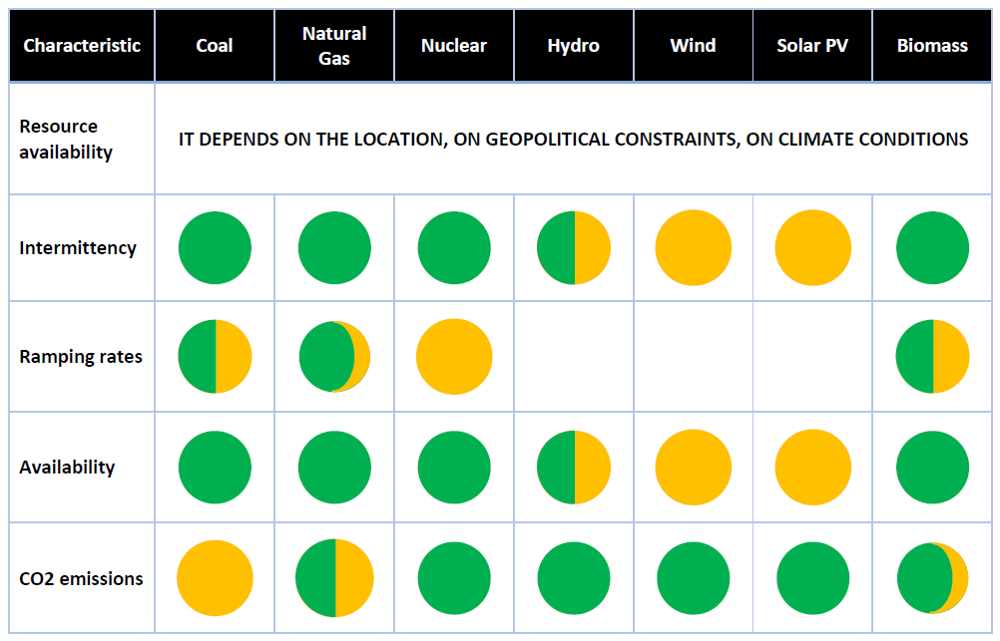 Characteristic Coal Natural Gas Nuclear Hydro Wind Solar PV Biomass
Resource
availability
IT DEPENDS ON THE LOCATION, ON GEOPOLITICAL CONSTRAINTS, ON CLIMATE CONDITIONS
Intermittency
Ramping rates
Availability
CO2 emissions